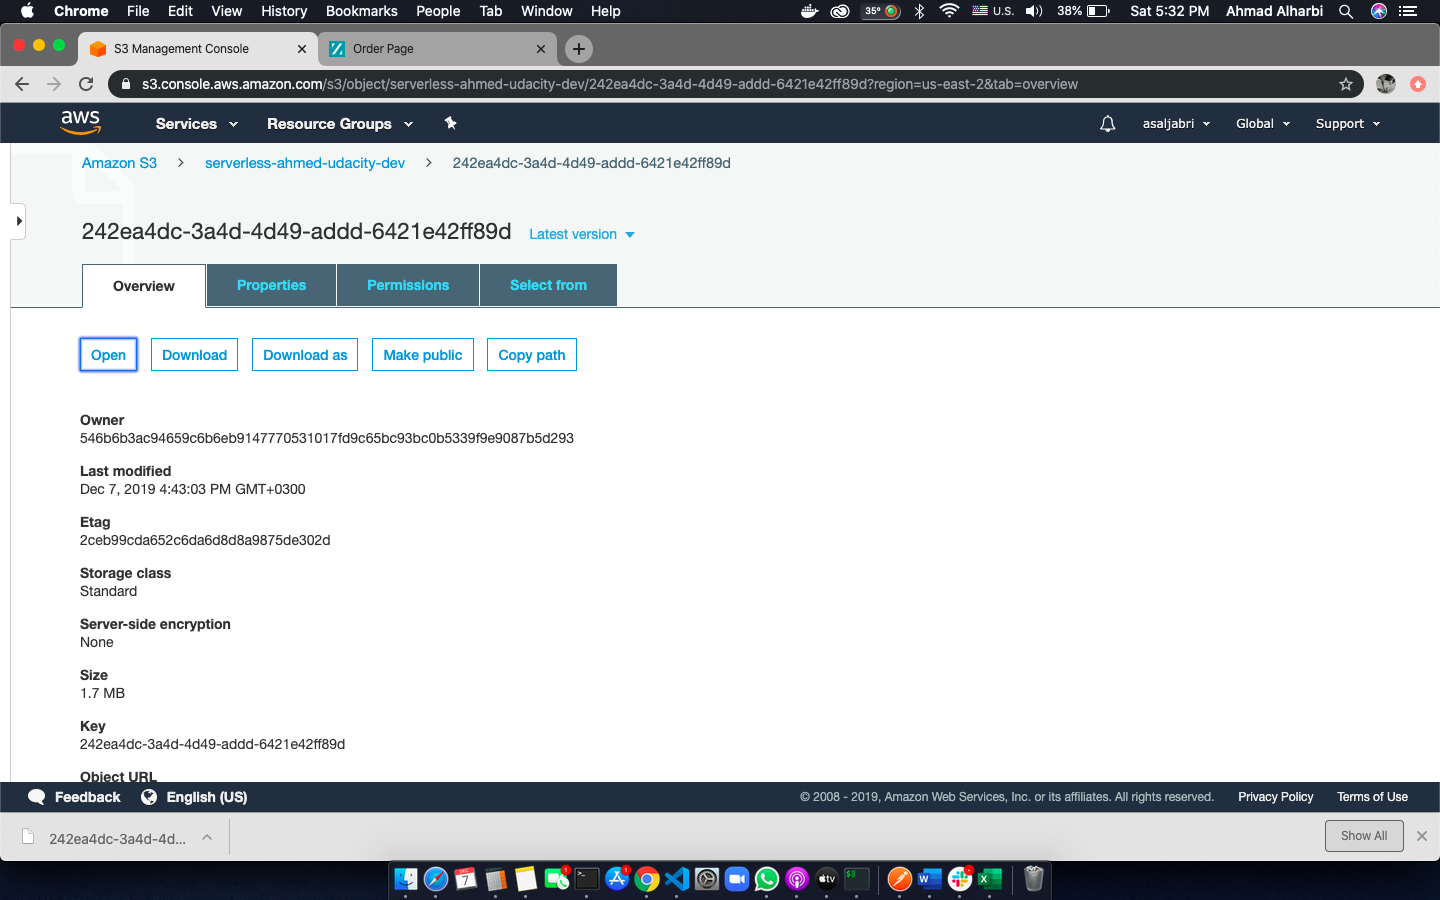 Chrome File Edit View History Bookmarks People Tab Window Help 35° U.S. 38% Sat 5:32 PM Ahmad Alharbi
S3 Management Console Order Page
s3.console.aws.amazon.com/s3/object/serverless-ahmed-udacity-dev/242ea4dc-3a4d-4d49-addd-6421e42ff89d?region=us-east-2&tab=overview
aws Services Resource Groups asaljabri Global Support
Amazon S3 > serverless-ahmed-udacity-dev > 242ea4dc-3a4d-4d49-addd-6421e42ff89d
242ea4dc-3a4d-4d49-addd-6421e42ff89d Latest version
Overview Properties Permissions Select from
Open Download Download as Make public Copy path
Owner
546b6b3ac94659c6b6eb9147770531017fd9c65bc93bc0b5339f9e9087b5d293
Last modified
Dec 7, 2019 4:43:03 PM GMT+0300
Etag
2ceb99cda652c6da6d8d8a9875de302d
Storage class
Standard
Server-side encryption
None
Size
1.7 MB
Key
242ea4dc-3a4d-4d49-addd-6421e42ff89d
Object URL
Feedback English (US) © 2008 - 2019, Amazon Web Services, Inc. or its affiliates. All rights reserved. Privacy Policy Terms of Use
242ea4dc-3a4d-4d... Show All
7 1 1 tv $ W X